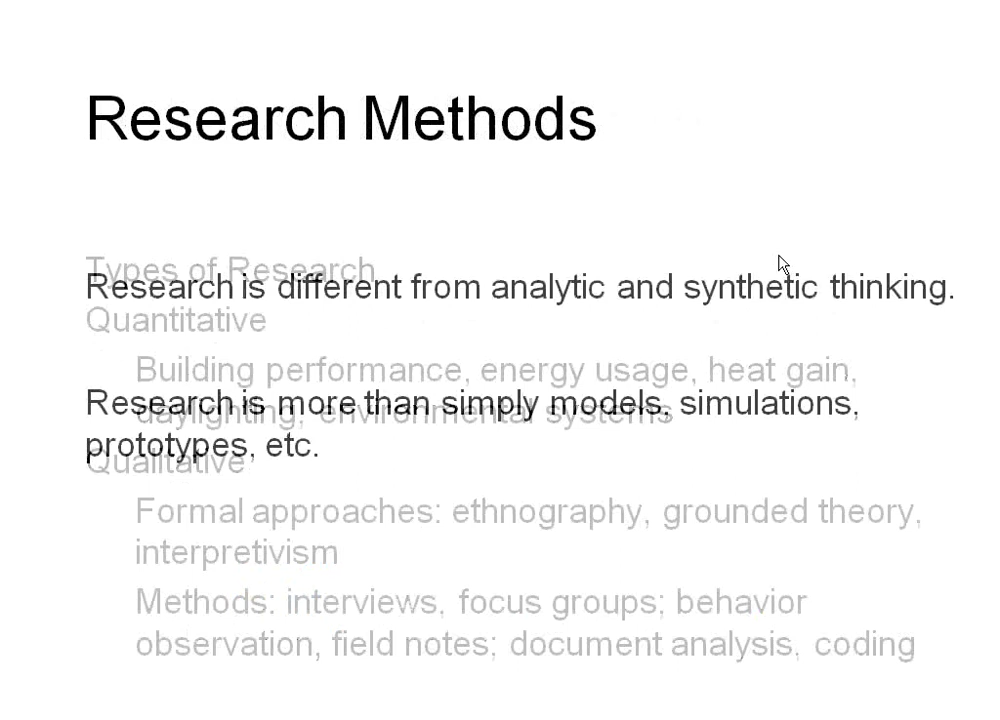 Research Methods
Types of Research
Research is different from analytic and synthetic thinking.
Quantitative
Building performance, energy usage, heat gain,
Research is more than simply models, simulations,
daylighting, environmental systems
prototypes, etc.
Qualitative
Formal approaches: ethnography, grounded theory,
interpretivism
Methods: interviews, focus groups; behavior
observation, field notes; document analysis, coding